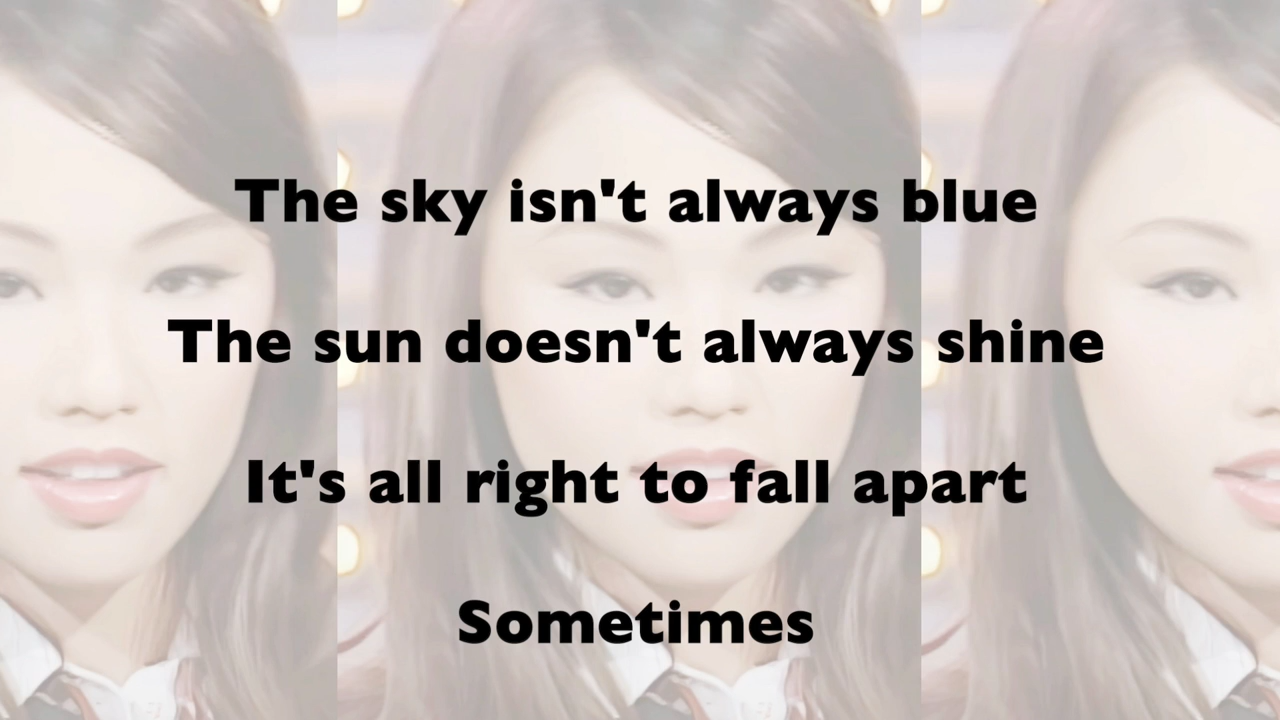 The sky isn't always blue
The sun doesn't always shine
It's all right to fall apart
Sometimes